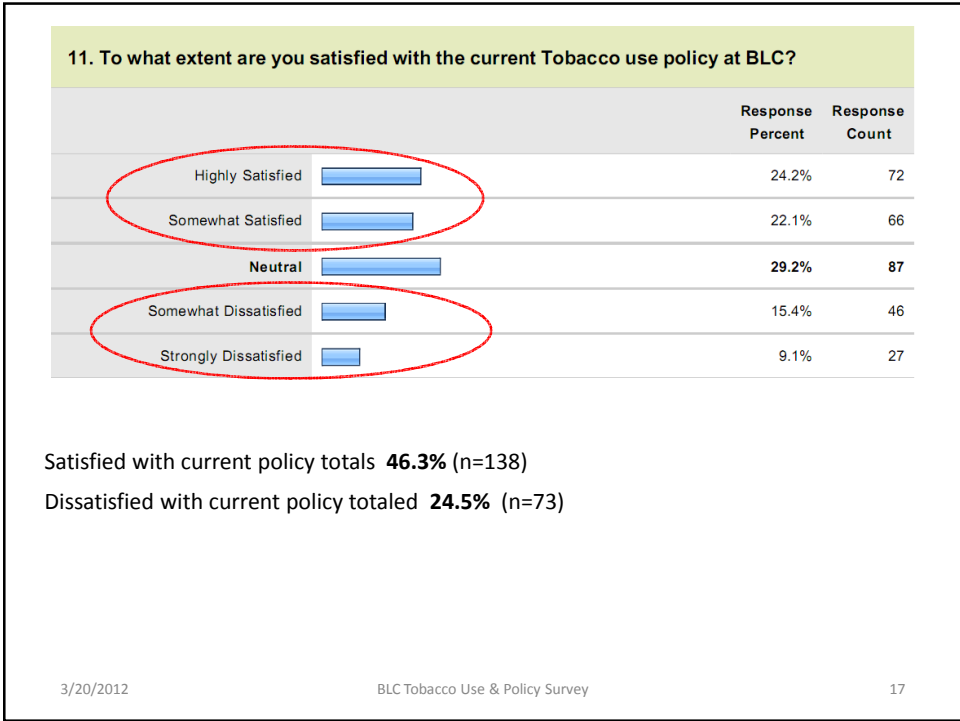 11. To what extent are you satisfied with the current Tobacco use policy at BLC?
Response Response
Percent Count
Highly Satisfied 24.2% 72
Somewhat Satisfied 22.1% 66
Neutral 29.2% 87
Somewhat Dissatisfied 15.4% 46
Strongly Dissatisfied 9.1% 27
Satisfied with current policy totals 46.3% (n=138)
Dissatisfied with current policy totaled 24.5% (n=73)
3/20/2012 BLC Tobacco Use & Policy Survey 17